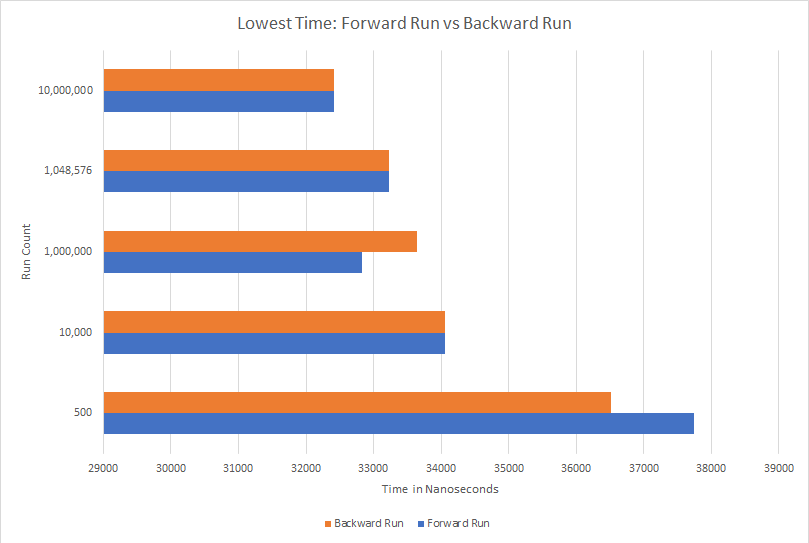 Lowest Time: Forward Run vs Backward Run
10,000,000
1,048,576
1,000,000
10,000
500
Run Count
29000 30000 31000 32000 33000 34000 35000 36000 37000 38000 39000
Time in Nanoseconds
Backward Run Forward Run